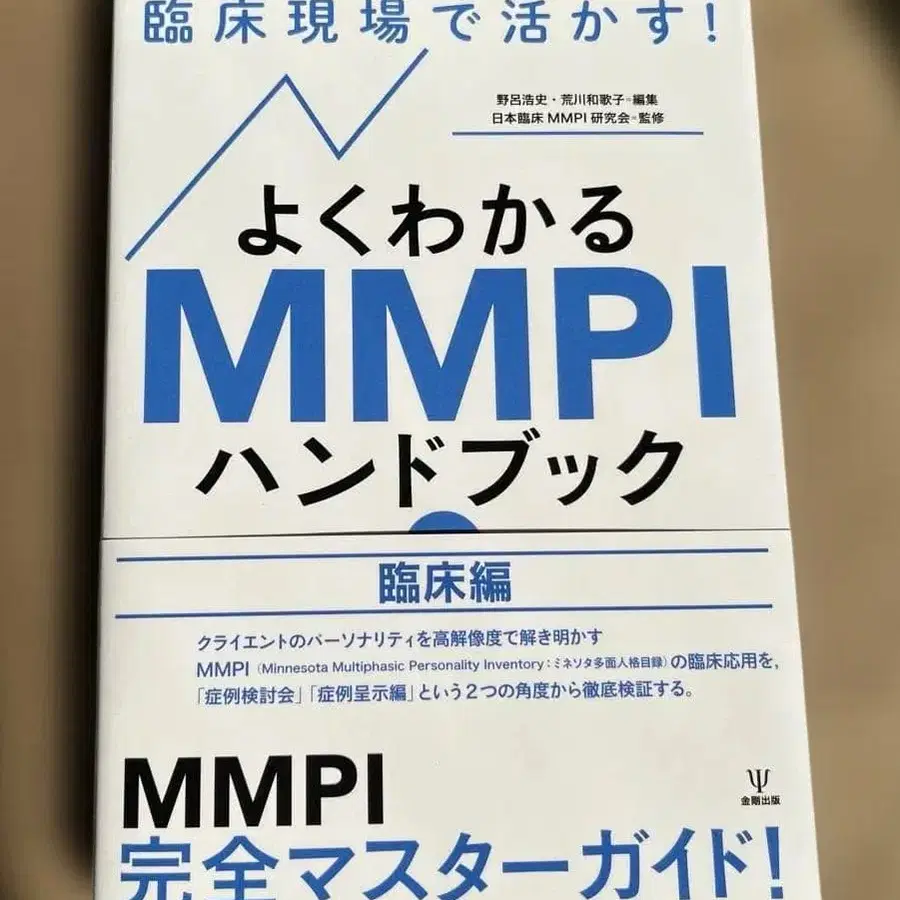 臨床現場で活かす!
野呂浩史・荒川和歌子=編集
日本臨床MMPI研究会=監修
よくわかる
MMPI
ハンドブック
臨床編
クライエントのパーソナリティを高解像度で解き明かす
MMPI(Minnesota Multiphasic Personality Inventory:ミネソタ多面人格目録)の臨床応用を,
「症例検討会」「症例呈示編」という2つの角度から徹底検証する。
MMPI
Ψ
金剛出版
完全マスターガイド!